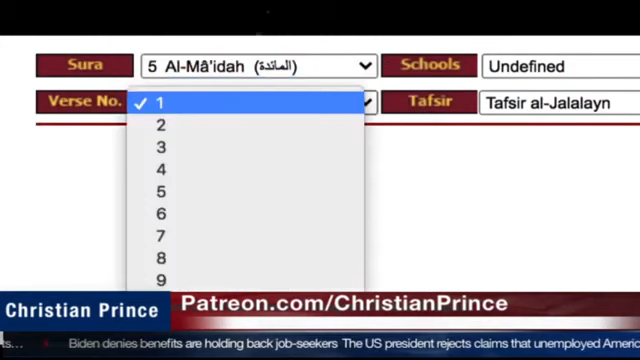 Sura 5 Al-Mâ'idah (المائدة) Schools Undefined
Verse No. ✓ 1 Tafsir Tafsir al-Jalalayn
2
3
4
5
6
7
8
9
Christian Prince Patreon.com/ChristianPrince
ts... Biden denies benefits are holding back job-seekers The US president rejects claims that unemployed Americ